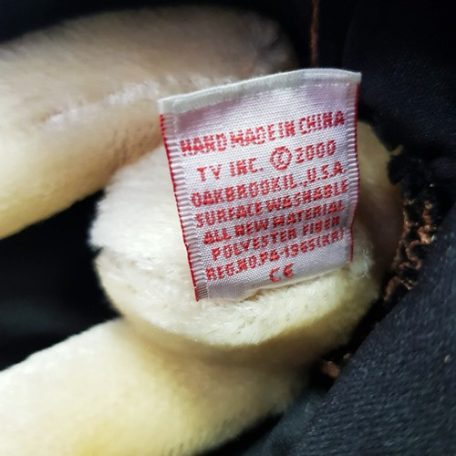 HAND MADE IN CHINA
TY INC. © 2000
OAKBROOK IL, U.S.A.
SURFACE WASHABLE
ALL NEW MATERIAL
POLYESTER FIBER
REG.NO.PA-1965(KR)
CE